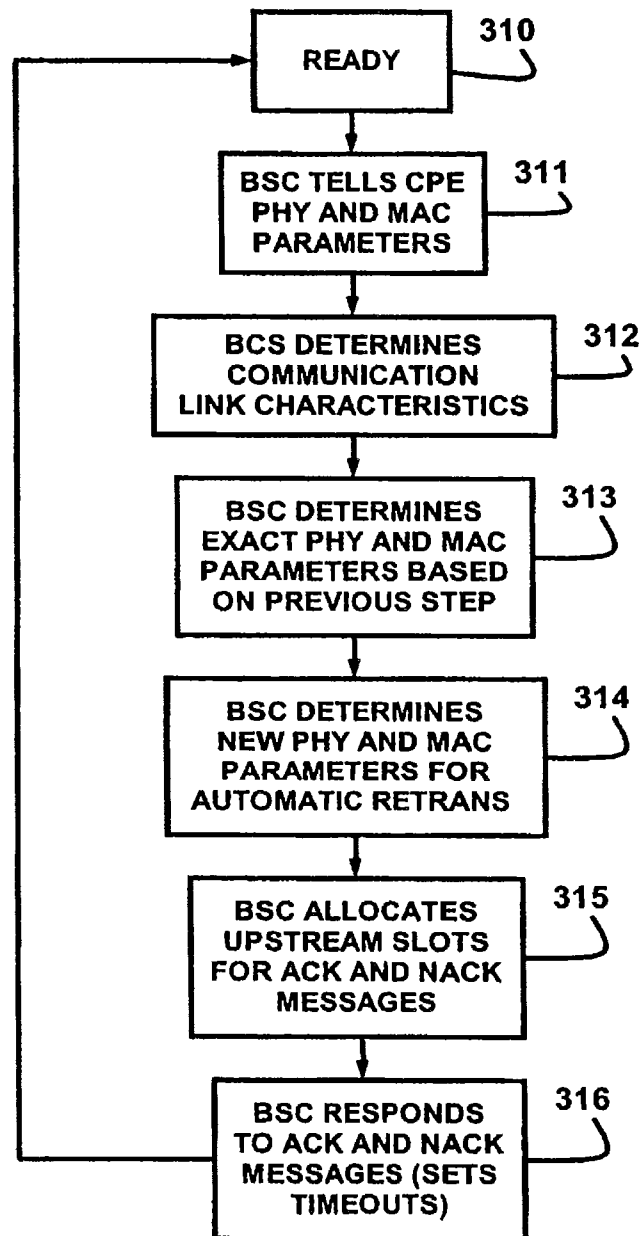 310
READY
311
BSC TELLS CPE
PHY AND MAC
PARAMETERS
312
BCS DETERMINES
COMMUNICATION
LINK CHARACTERISTICS
313
BSC DETERMINES
EXACT PHY AND MAC
PARAMETERS BASED
ON PREVIOUS STEP
314
BSC DETERMINES
NEW PHY AND MAC
PARAMETERS FOR
AUTOMATIC RETRANS
315
BSC ALLOCATES
UPSTREAM SLOTS
FOR ACK AND NACK
MESSAGES
316
BSC RESPONDS
TO ACK AND NACK
MESSAGES (SETS
TIMEOUTS)